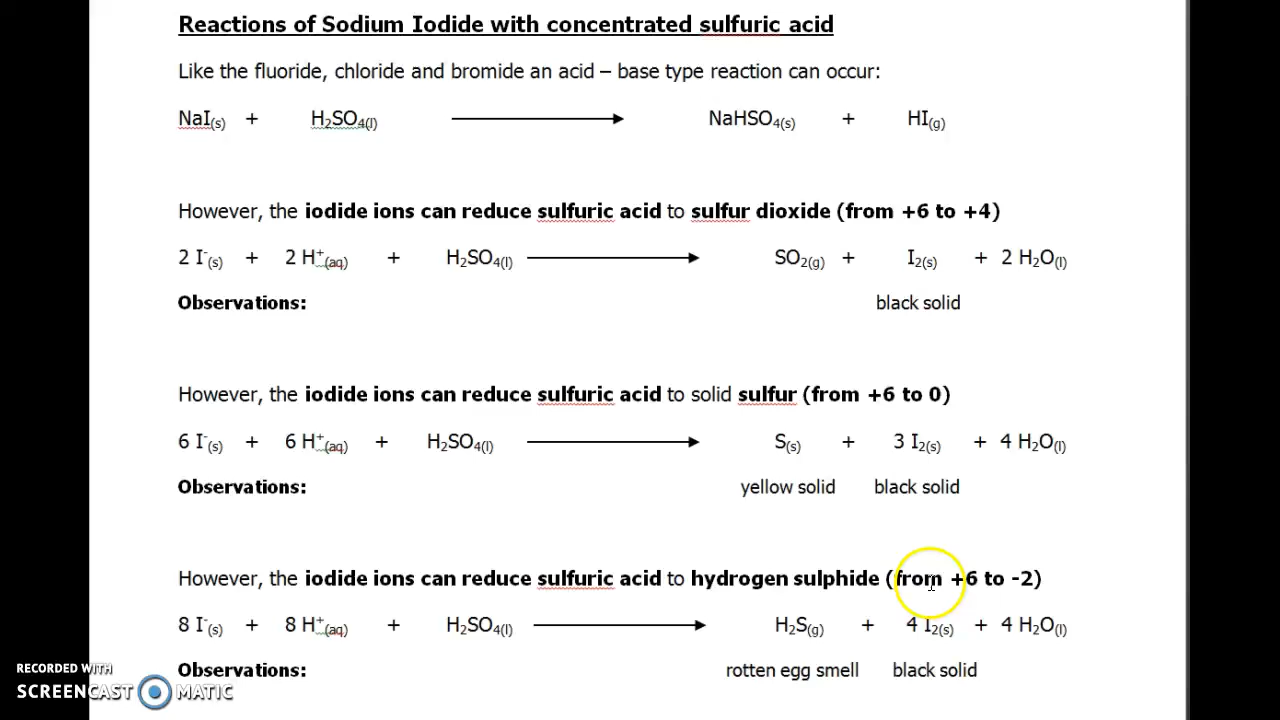 Reactions of Sodium Iodide with concentrated sulfuric acid
Like the fluoride, chloride and bromide an acid – base type reaction can occur:
NaI(s) + H₂SO₄(l) ⟶ NaHSO₄(s) + HI(g)
However, the iodide ions can reduce sulfuric acid to sulfur dioxide (from +6 to +4)
2 I⁻(s) + 2 H⁺(aq) + H₂SO₄(l) ⟶ SO₂(g) + I₂(s) + 2 H₂O(l)
Observations: black solid
However, the iodide ions can reduce sulfuric acid to solid sulfur (from +6 to 0)
6 I⁻(s) + 6 H⁺(aq) + H₂SO₄(l) ⟶ S(s) + 3 I₂(s) + 4 H₂O(l)
Observations: yellow solid black solid
However, the iodide ions can reduce sulfuric acid to hydrogen sulphide (from +6 to -2)
8 I⁻(s) + 8 H⁺(aq) + H₂SO₄(l) ⟶ H₂S(g) + 4 I₂(s) + 4 H₂O(l)
Observations: rotten egg smell black solid
RECORDED WITH
SCREENCAST MATIC